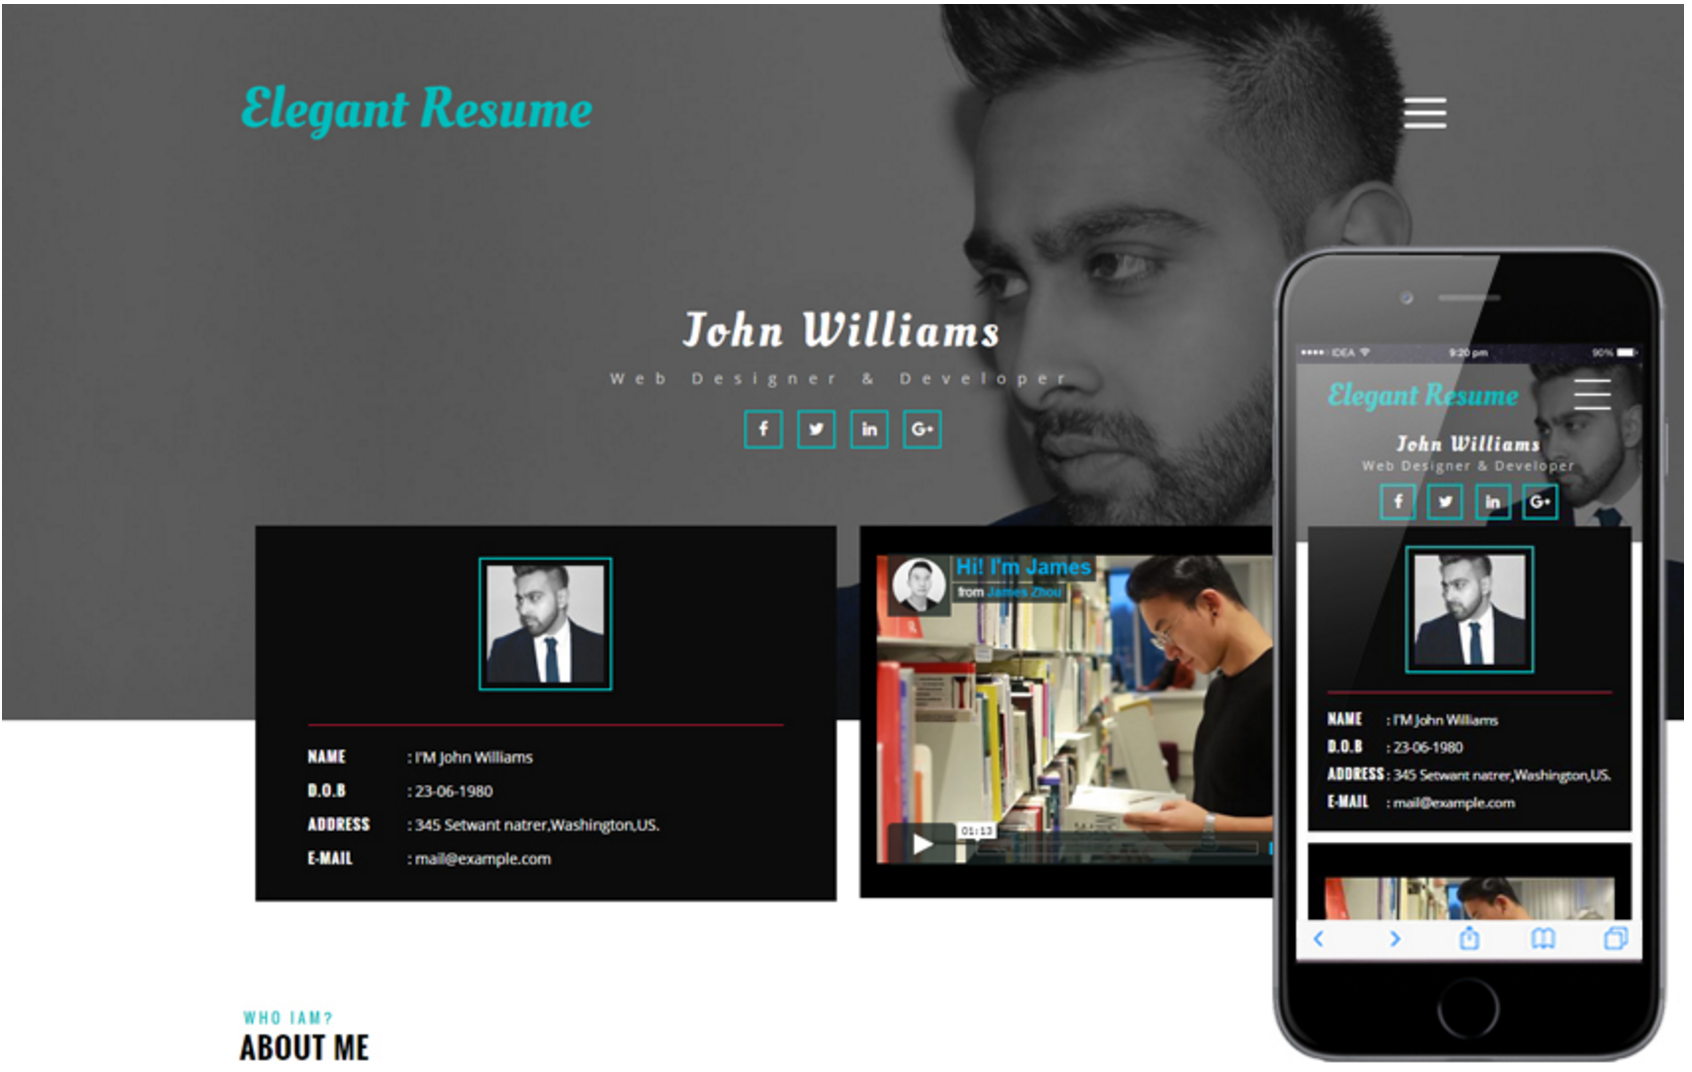 Elegant Resume
John Williams
Web Designer & Developer
f in G+
Hi! I'm James
from James Zhou
01:13
NAME : I'M John Williams
D.O.B : 23-06-1980
ADDRESS : 345 Setwant natrer,Washington,US.
E-MAIL : mail@example.com
WHO IAM?
ABOUT ME
IDEA 9:20 pm 90%
Elegant Resume
John Williams
Web Designer & Developer
f in G+
NAME : I'M John Williams
D.O.B : 23-06-1980
ADDRESS : 345 Setwant natrer,Washington,US.
E-MAIL : mail@example.com